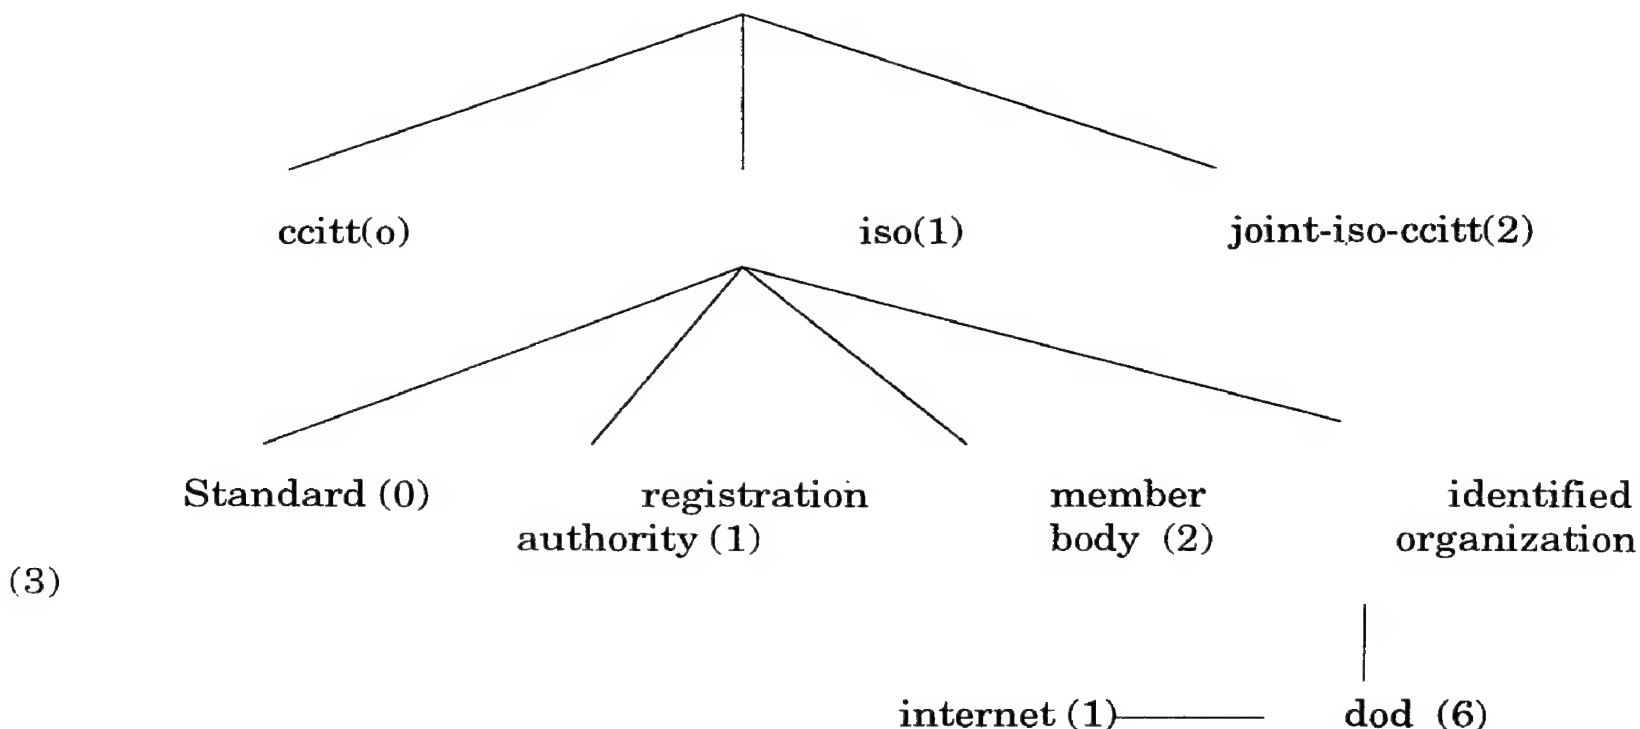 ccitt(o) iso(1) joint-iso-ccitt(2)
Standard (0) registration member identified
authority (1) body (2) organization
(3)
internet (1) dod (6)